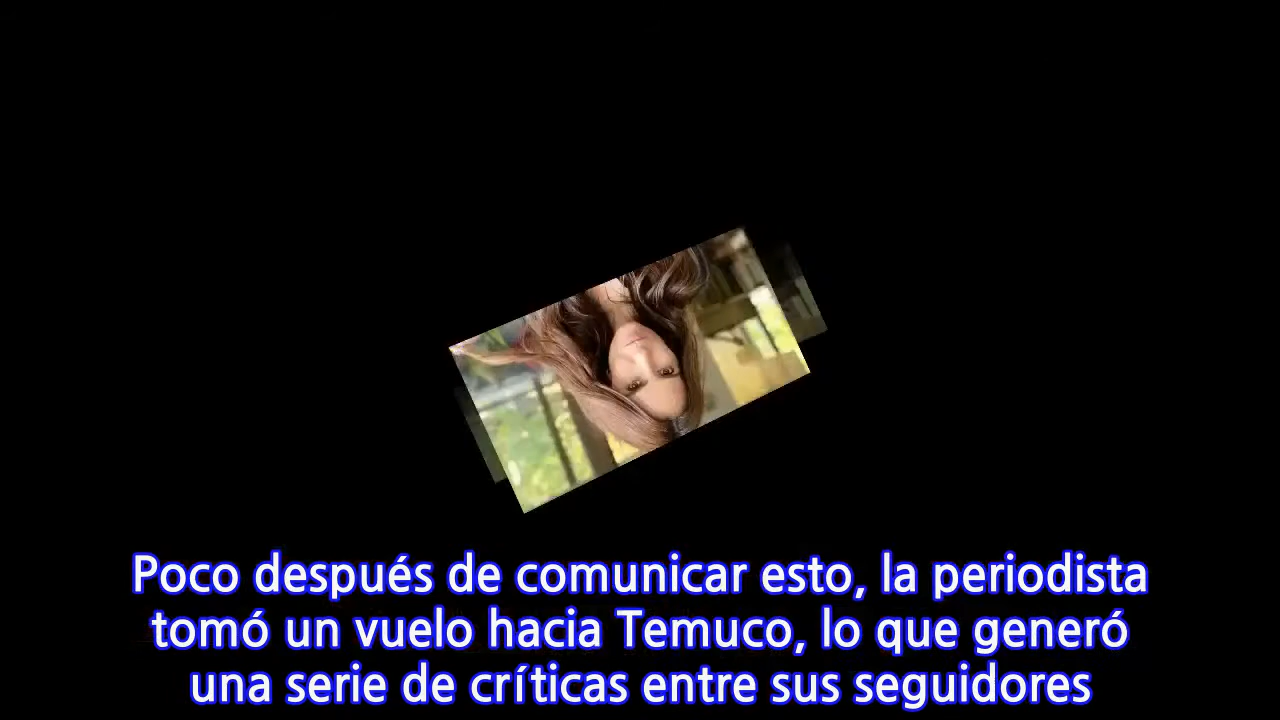 Poco después de comunicar esto, la periodista
tomó un vuelo hacia Temuco, lo que generó
una serie de críticas entre sus seguidores